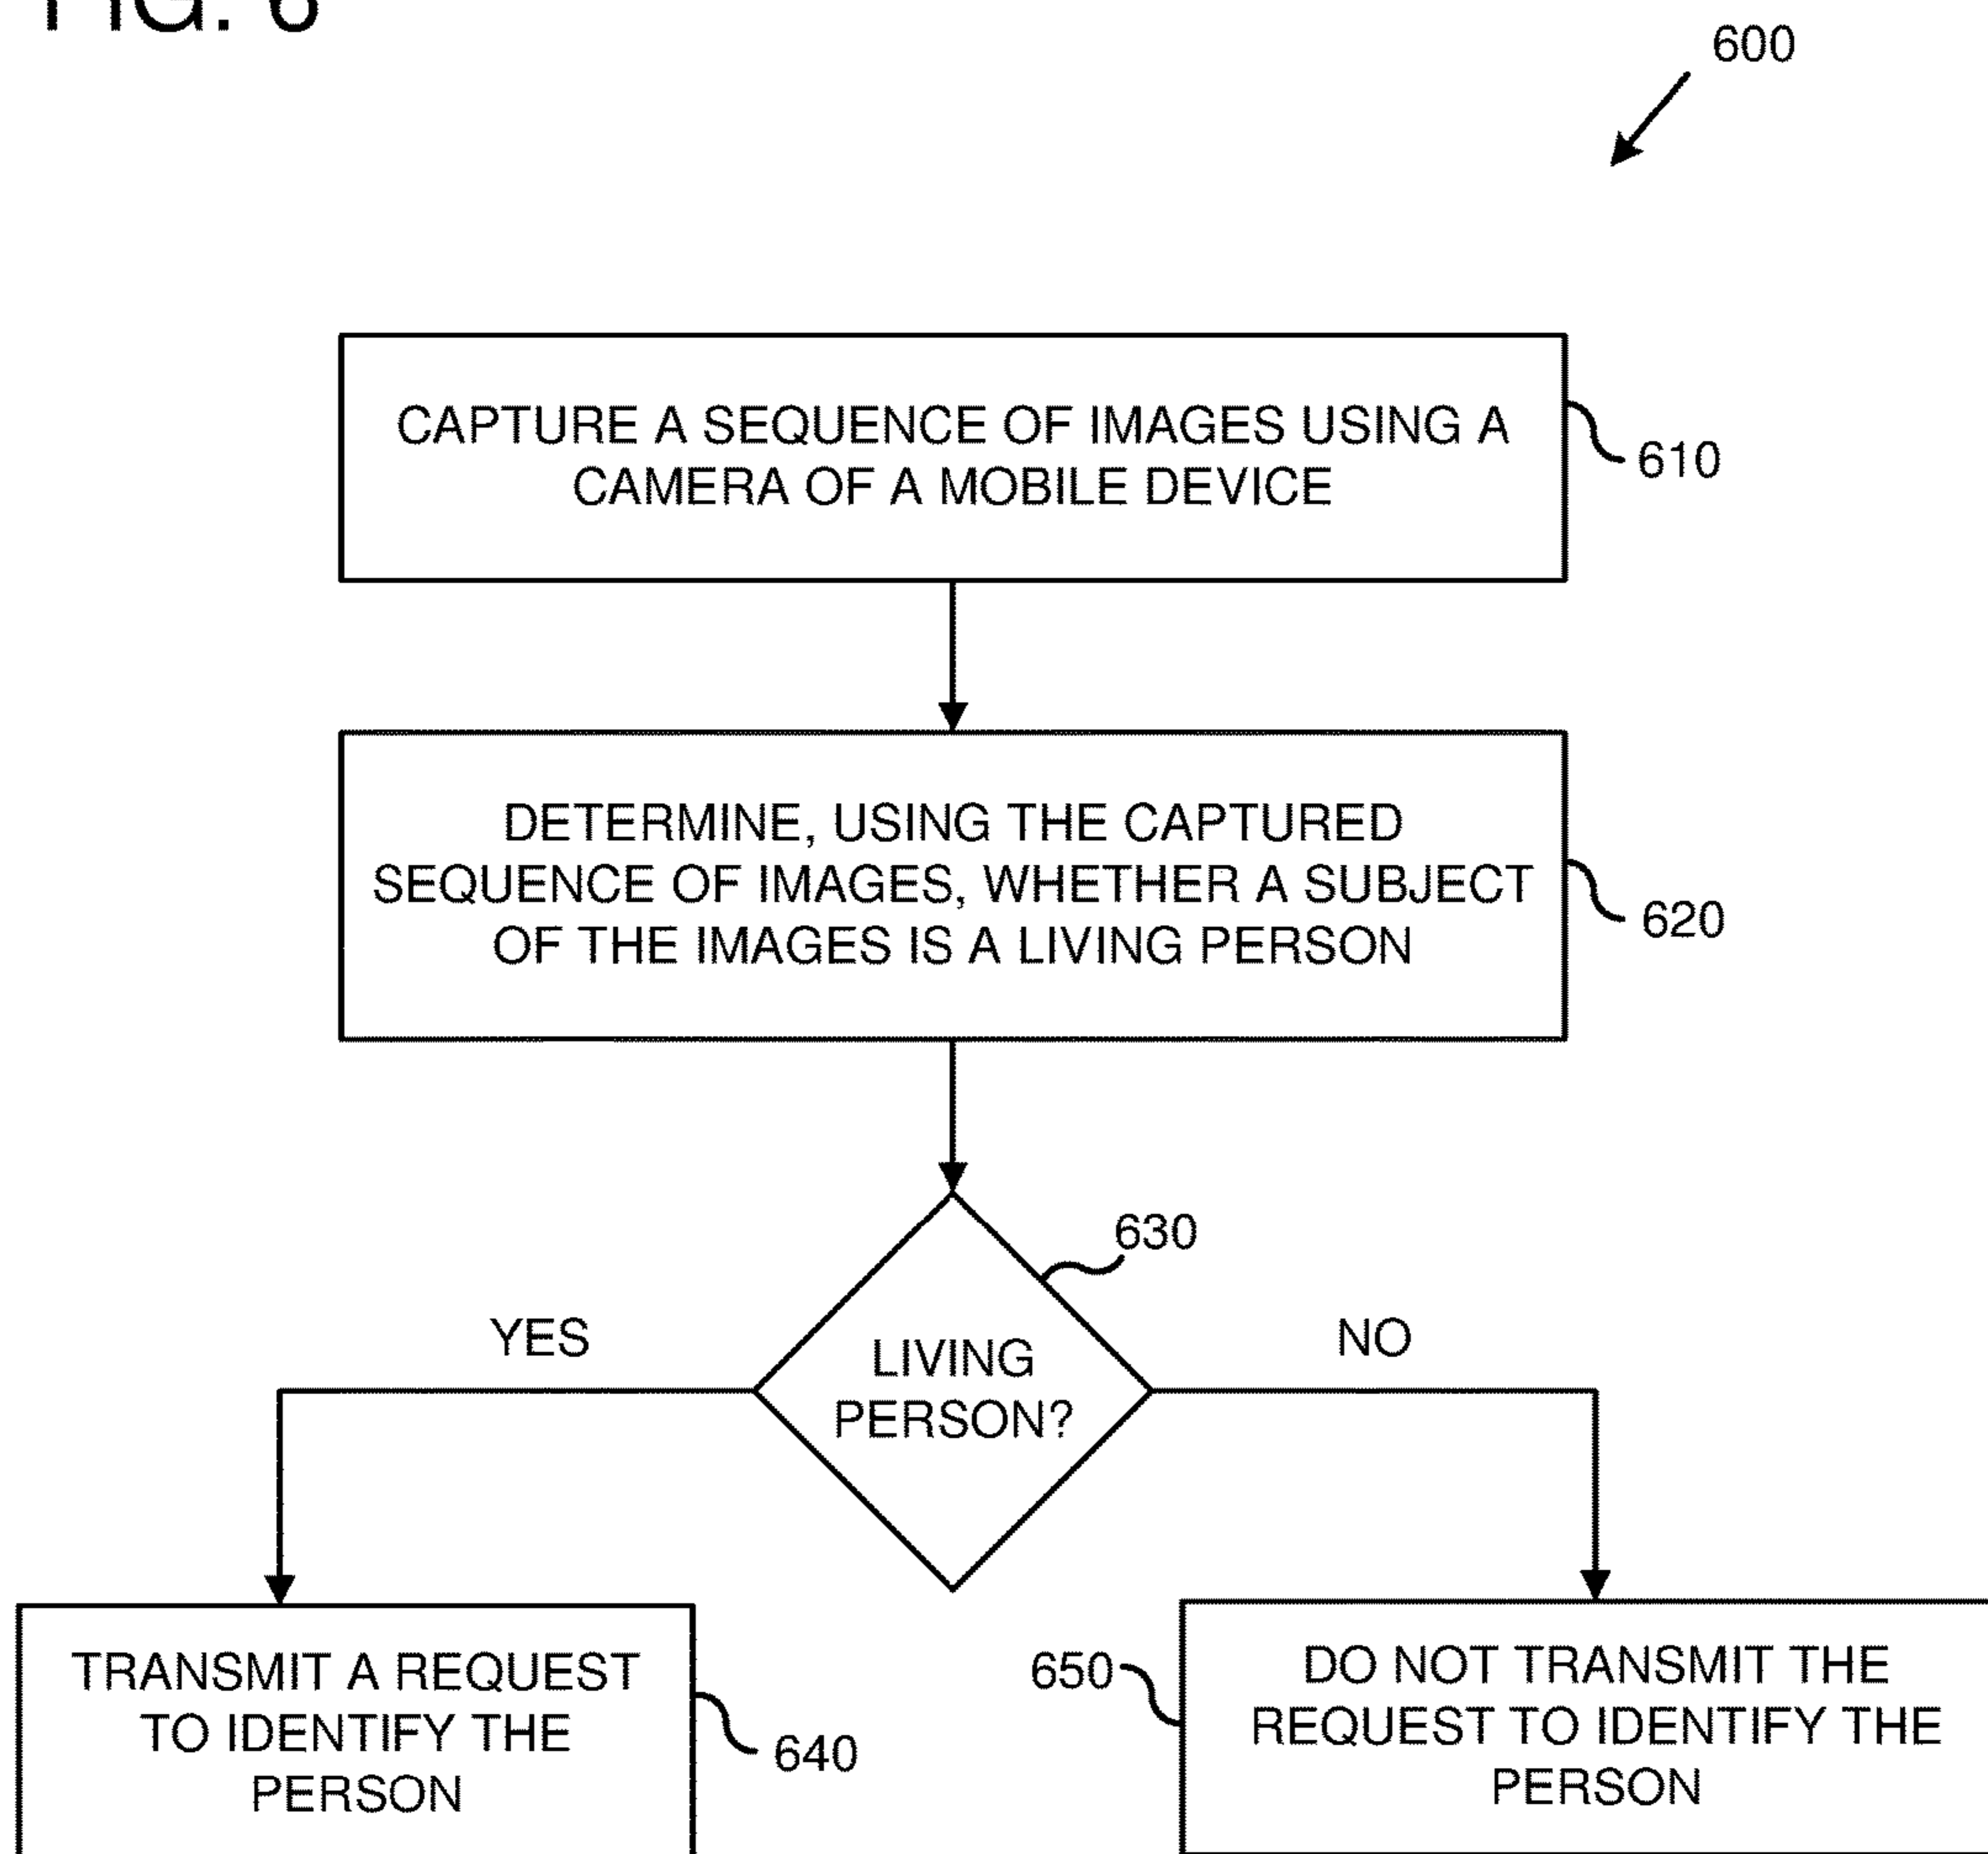 FIG. 6
600
CAPTURE A SEQUENCE OF IMAGES USING A
CAMERA OF A MOBILE DEVICE
610
DETERMINE, USING THE CAPTURED
SEQUENCE OF IMAGES, WHETHER A SUBJECT
OF THE IMAGES IS A LIVING PERSON
620
630
YES
LIVING
PERSON?
NO
TRANSMIT A REQUEST
TO IDENTIFY THE
PERSON
640
650
DO NOT TRANSMIT THE
REQUEST TO IDENTIFY THE
PERSON